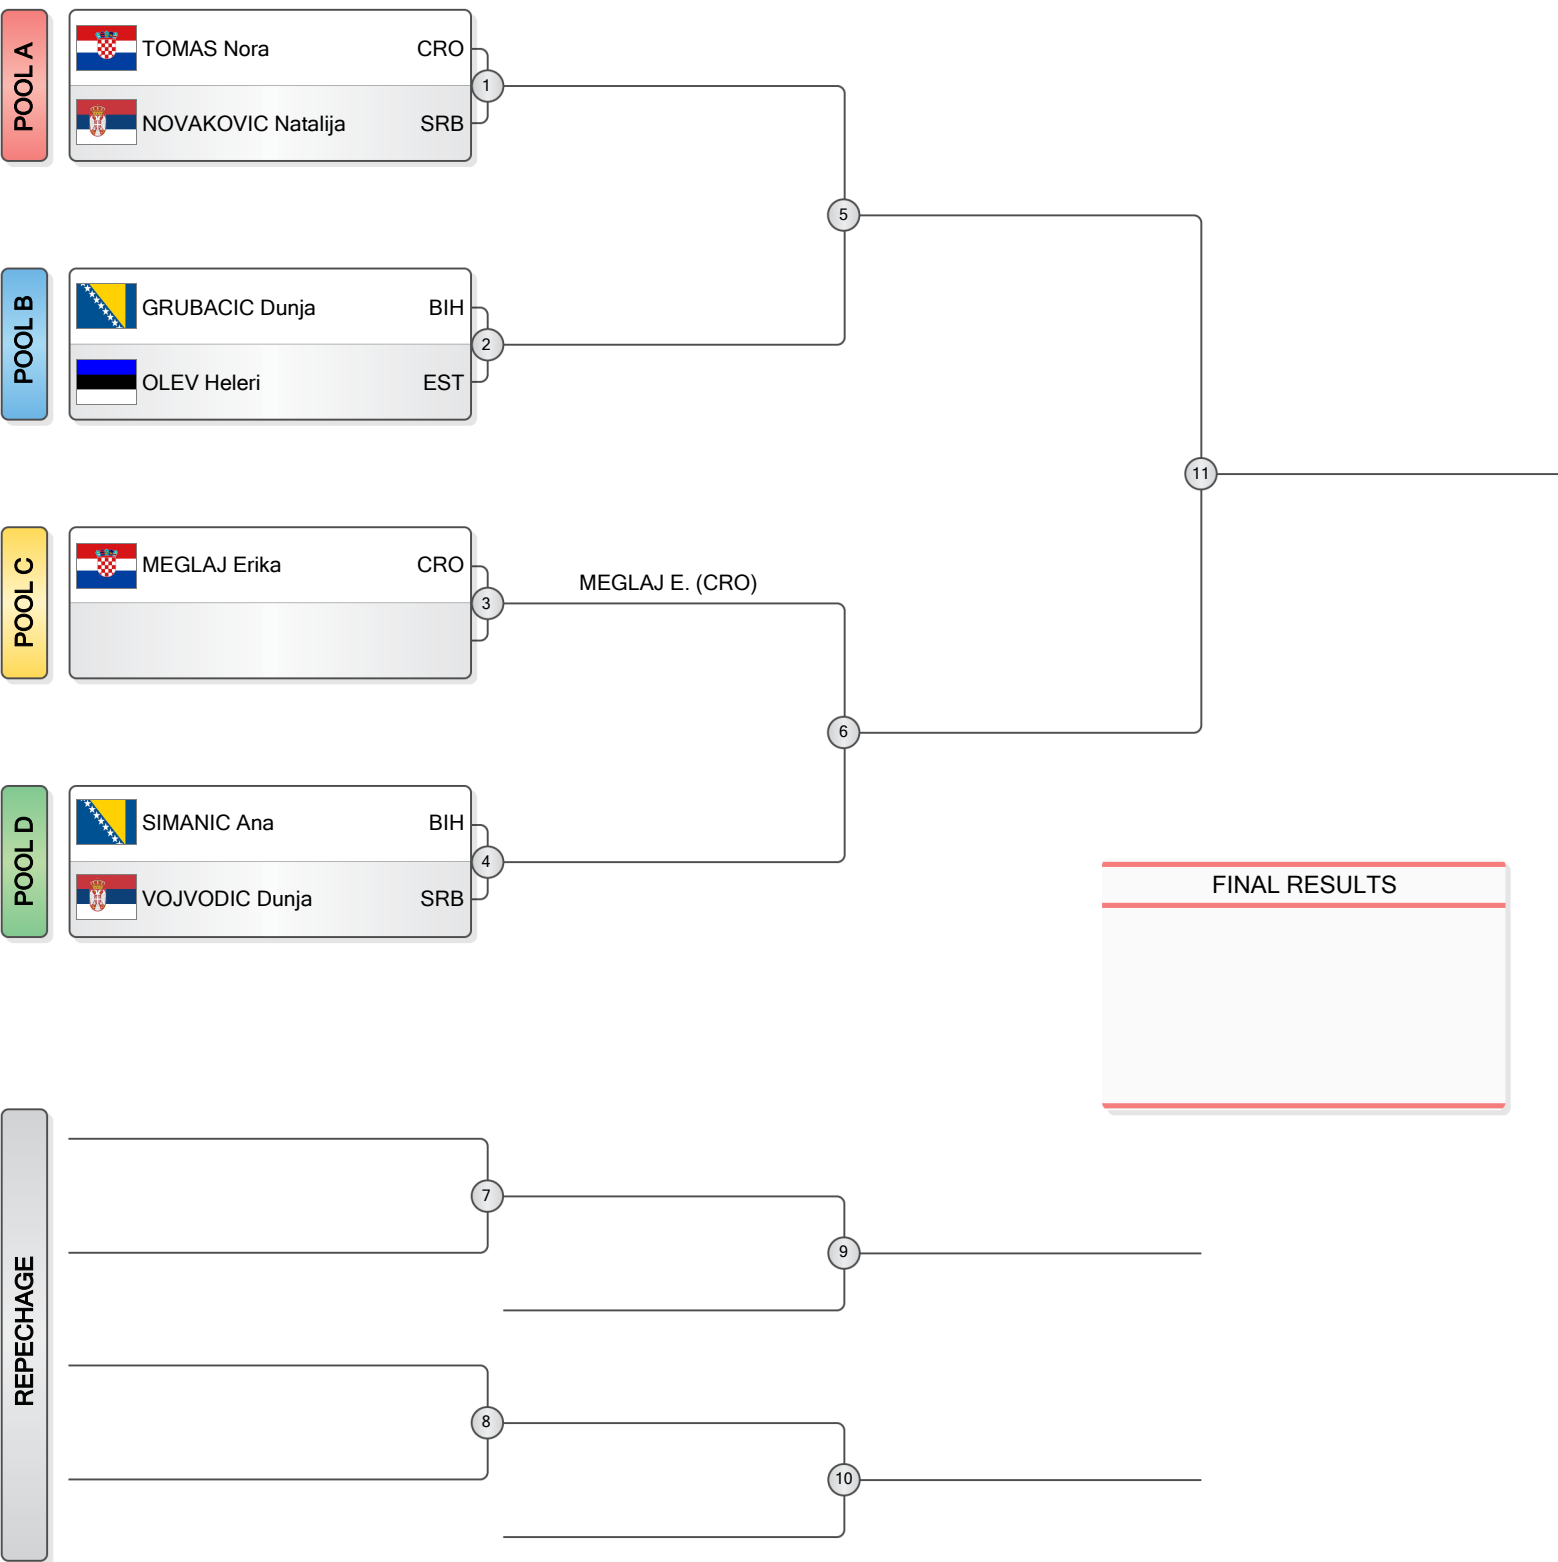 POOL A
TOMAS Nora CRO
1
NOVAKOVIC Natalija SRB
5
POOL B
GRUBACIC Dunja BIH
2
OLEV Heleri EST
11
POOL C
MEGLAJ Erika CRO
MEGLAJ E. (CRO)
3
6
POOL D
SIMANIC Ana BIH
4
VOJVODIC Dunja SRB
FINAL RESULTS
REPECHAGE
7
9
8
10